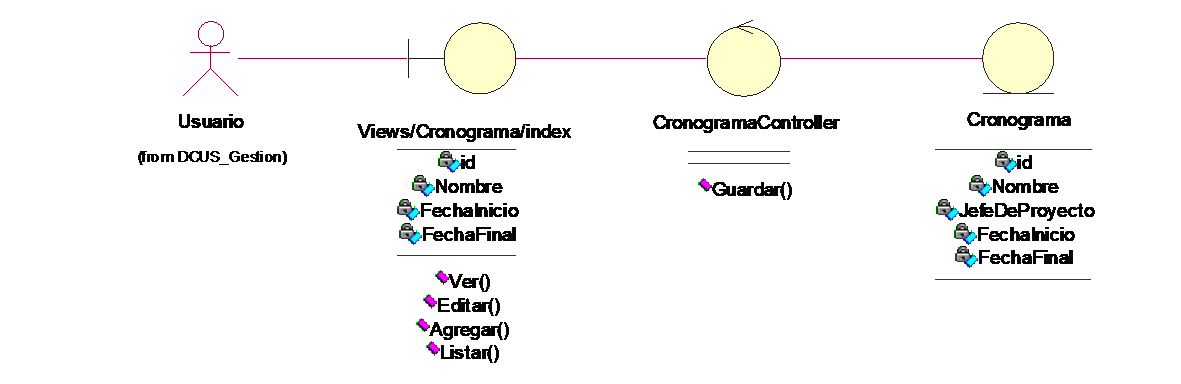 Usuario
(from DCUS_Gestion)
Views/Cronograma/index
id
Nombre
FechaInicio
FechaFinal
Ver()
Editar()
Agregar()
Listar()
CronogramaController
Guardar()
Cronograma
id
Nombre
JefeDeProyecto
FechaInicio
FechaFinal